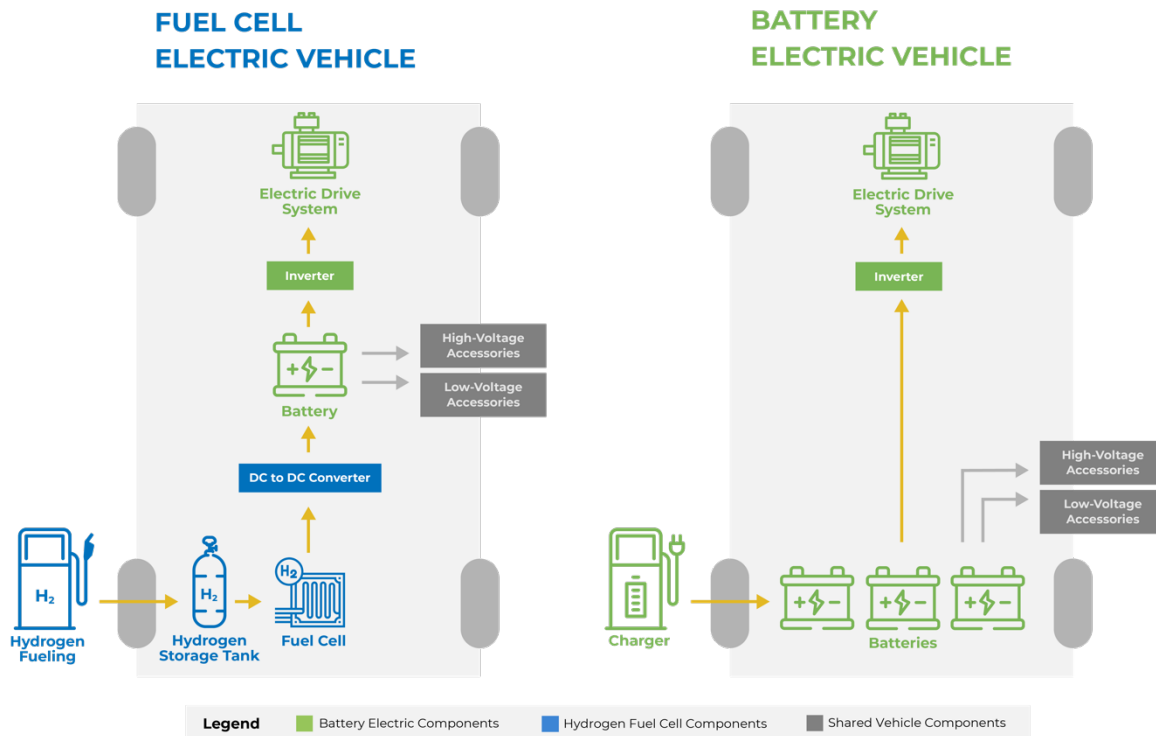 FUEL CELL
ELECTRIC VEHICLE
Electric Drive
System
Inverter
High-Voltage
Accessories
Low-Voltage
Accessories
Battery
DC to DC Converter
H₂
H₂
H₂
Hydrogen
Fueling
Hydrogen
Storage Tank
Fuel Cell
BATTERY
ELECTRIC VEHICLE
Electric Drive
System
Inverter
High-Voltage
Accessories
Low-Voltage
Accessories
Charger
Batteries
Legend
Battery Electric Components
Hydrogen Fuel Cell Components
Shared Vehicle Components